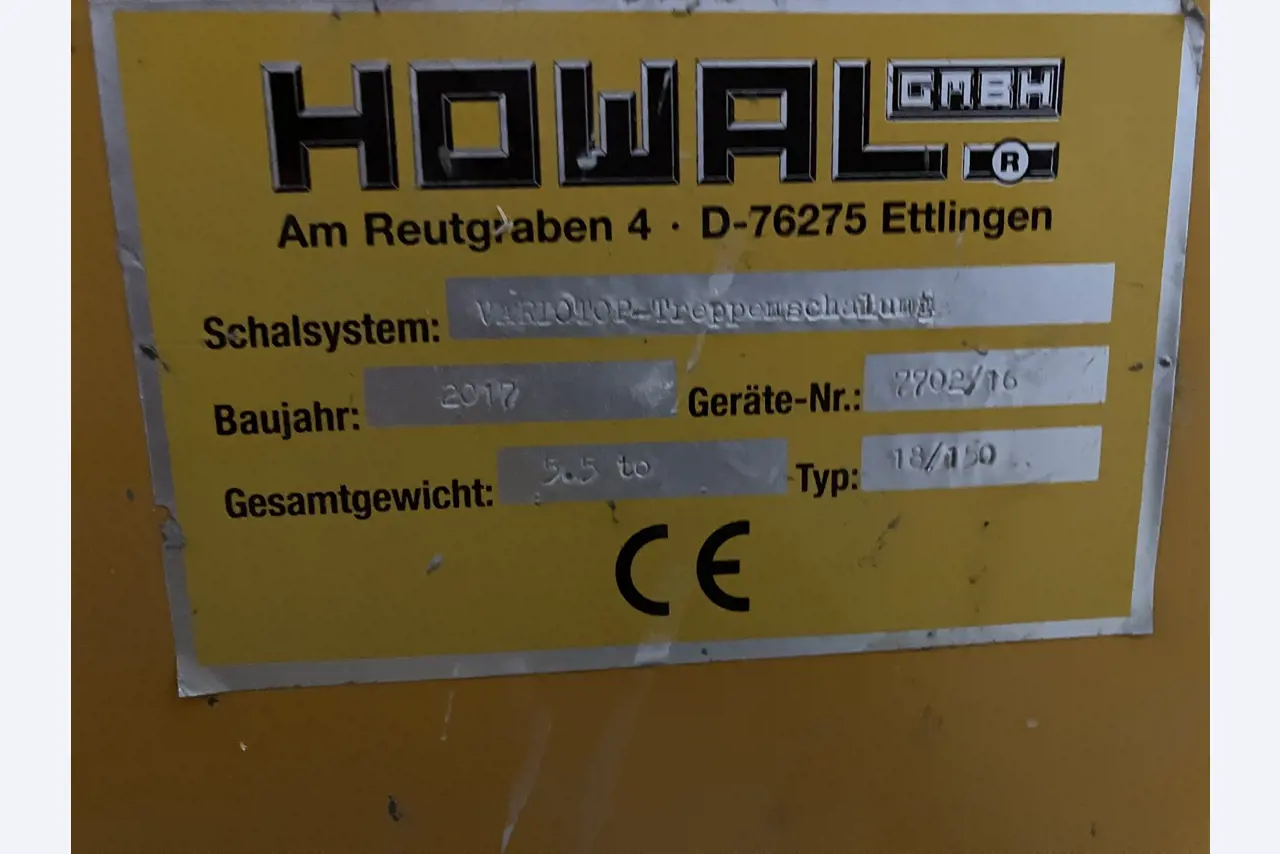 HOWAL GMBH
®
Am Reutgraben 4 · D-76275 Ettlingen
Schalsystem: VARIOTOP-Treppenschalung
Baujahr: 2017 Geräte-Nr.: 7702/16
Gesamtgewicht: 5.5 to Typ: 18/150
CE